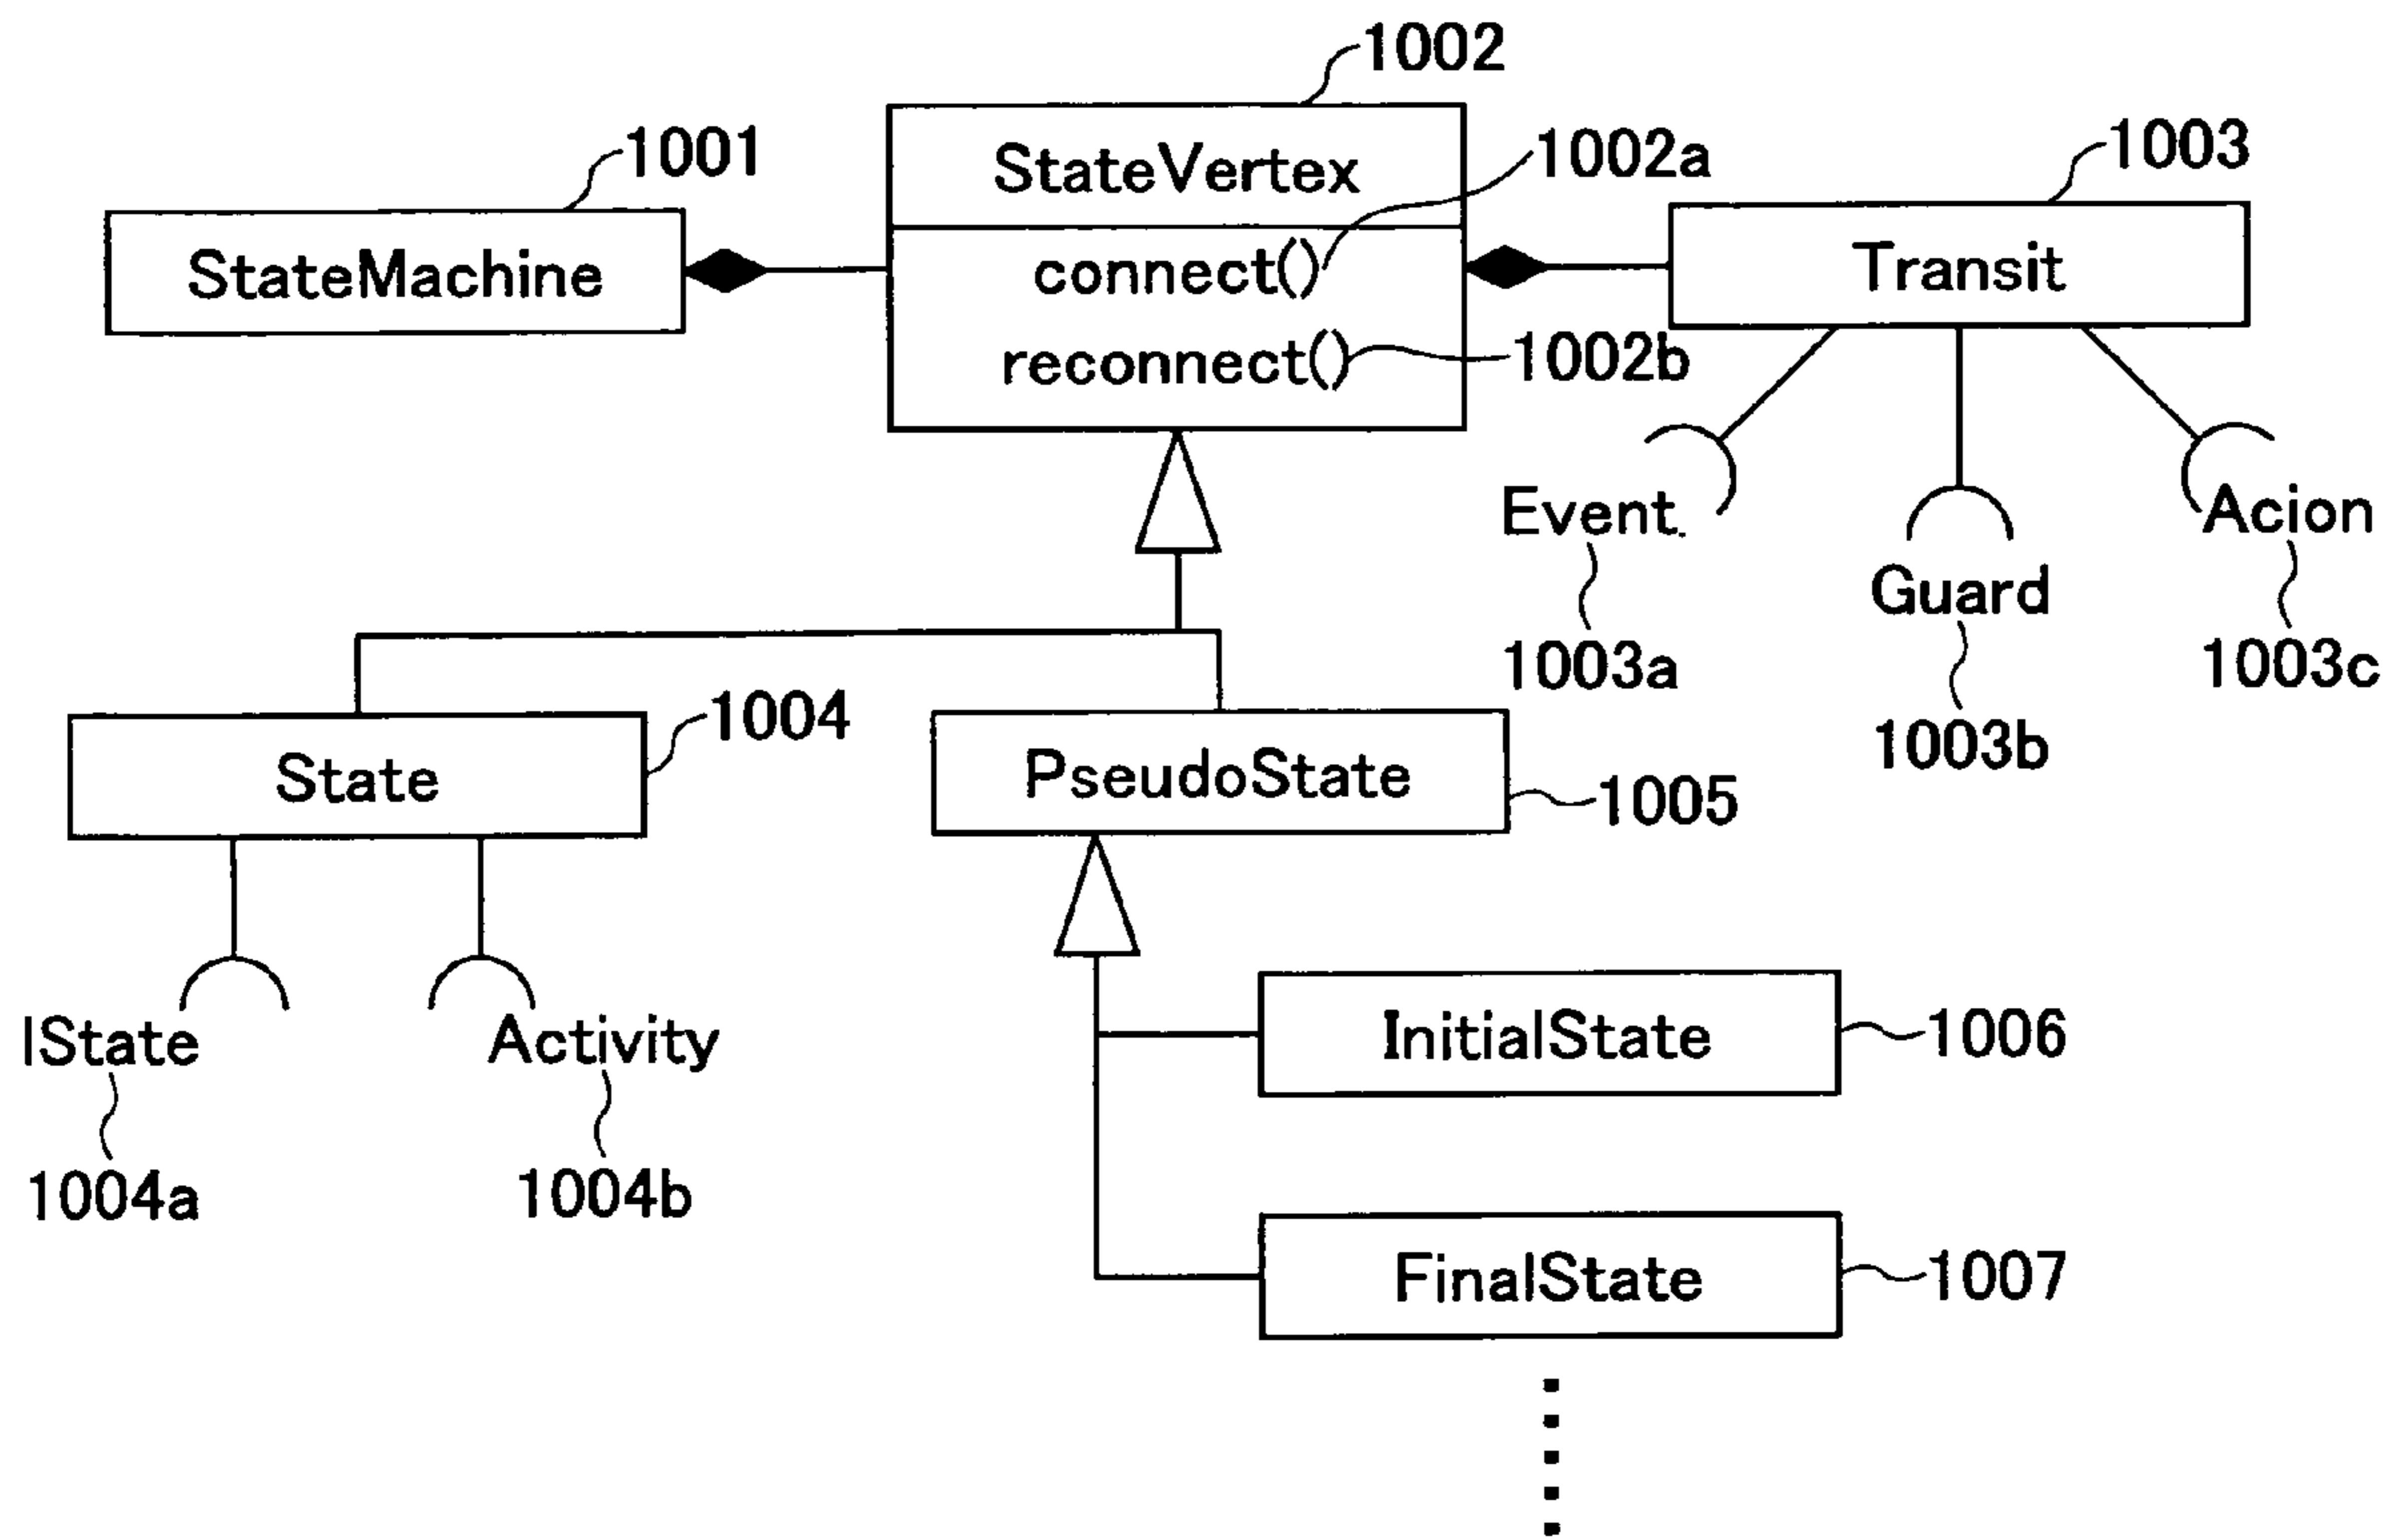 1002
1001
StateVertex
1002a
1003
StateMachine
connect()
Transit
reconnect()
1002b
Event
Acion
Guard
1003a
1003c
1003b
1004
State
PseudoState
1005
IState
Activity
InitialState
1006
1004a
1004b
FinalState
1007